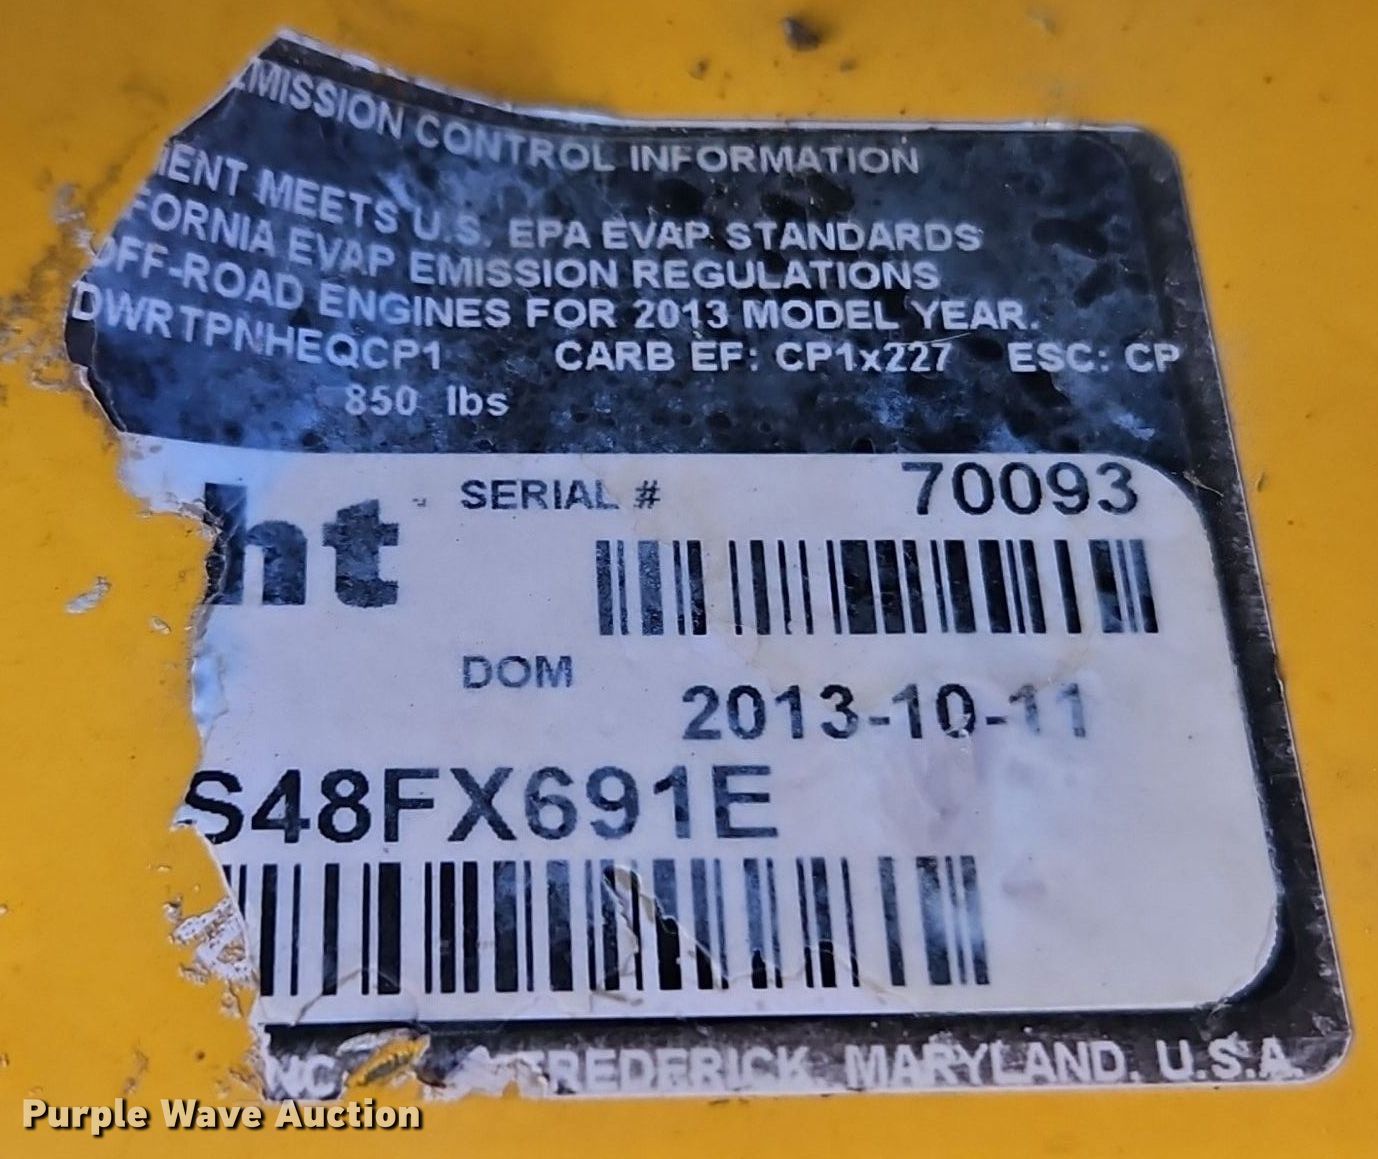 EMISSION CONTROL INFORMATION
MENT MEETS U.S. EPA EVAP STANDARDS
FORNIA EVAP EMISSION REGULATIONS
OFF-ROAD ENGINES FOR 2013 MODEL YEAR.
DWRTPNHEQCP1 CARB EF: CP1x227 ESC: CP
850 lbs
ht SERIAL # 70093
DOM
2013-10-11
S48FX691E
INC FREDERICK, MARYLAND, U.S.A.
Purple Wave Auction